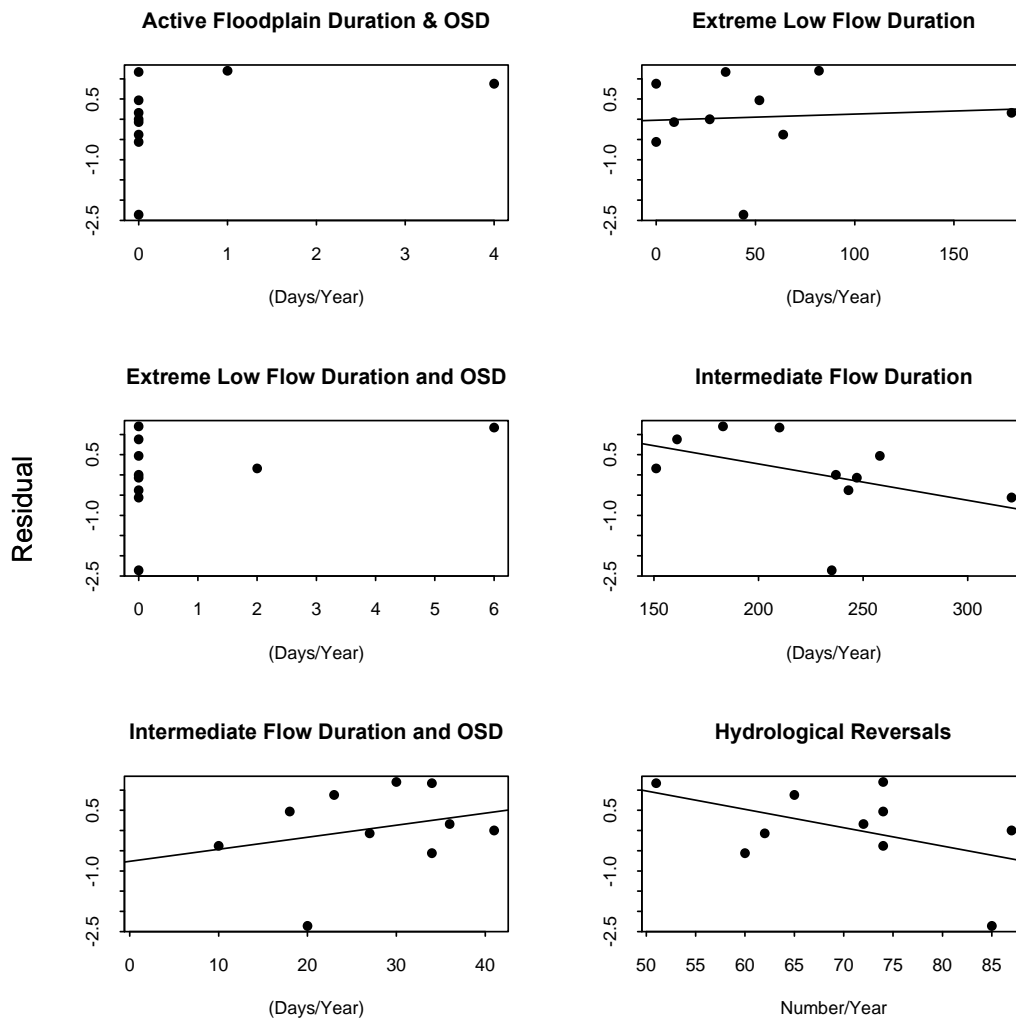 Active Floodplain Duration & OSD
0.5
-1.0
-2.5
0 1 2 3 4
(Days/Year)
Extreme Low Flow Duration
0.5
-1.0
-2.5
0 50 100 150
(Days/Year)
Residual
Extreme Low Flow Duration and OSD
0.5
-1.0
-2.5
0 1 2 3 4 5 6
(Days/Year)
Intermediate Flow Duration
0.5
-1.0
-2.5
150 200 250 300
(Days/Year)
Intermediate Flow Duration and OSD
0.5
-1.0
-2.5
0 10 20 30 40
(Days/Year)
Hydrological Reversals
0.5
-1.0
-2.5
50 55 60 65 70 75 80 85
Number/Year